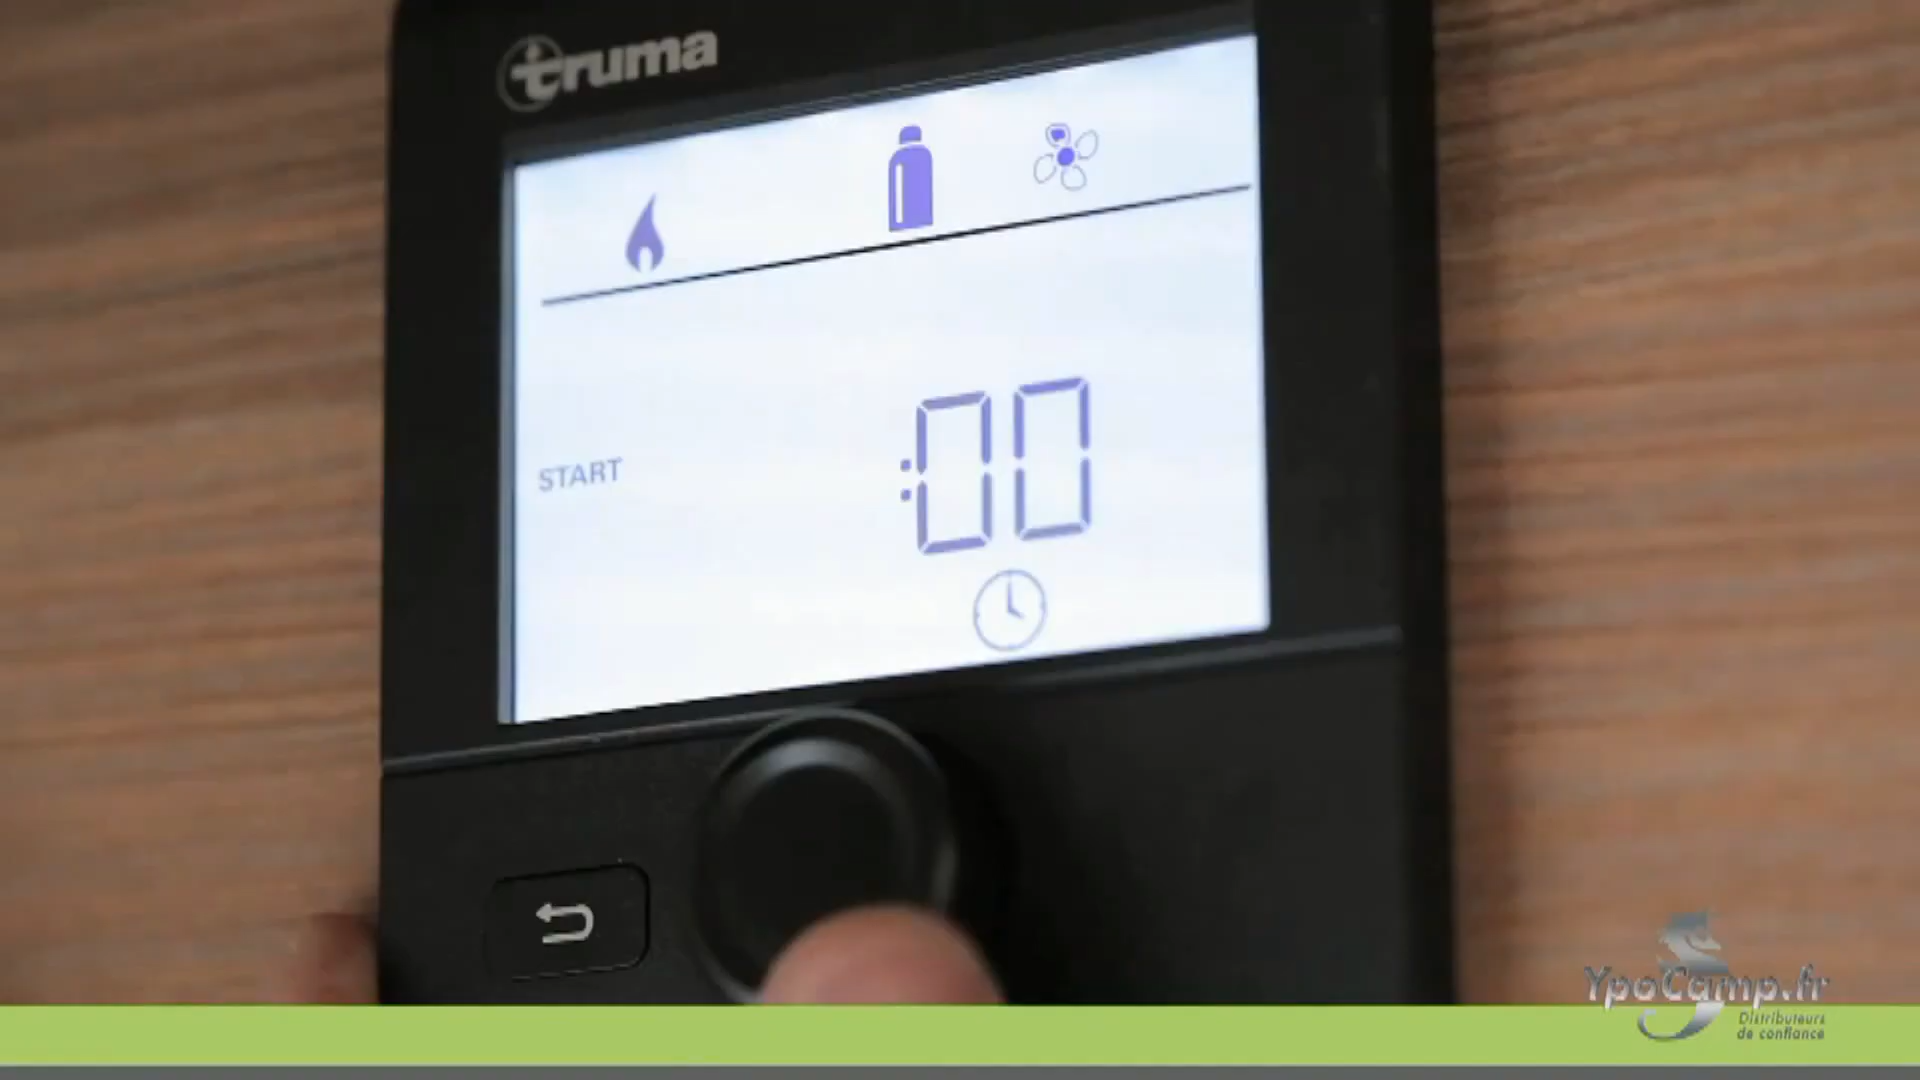 truma
START
:00
YpoCamp.fr
Distributeurs
de confiance